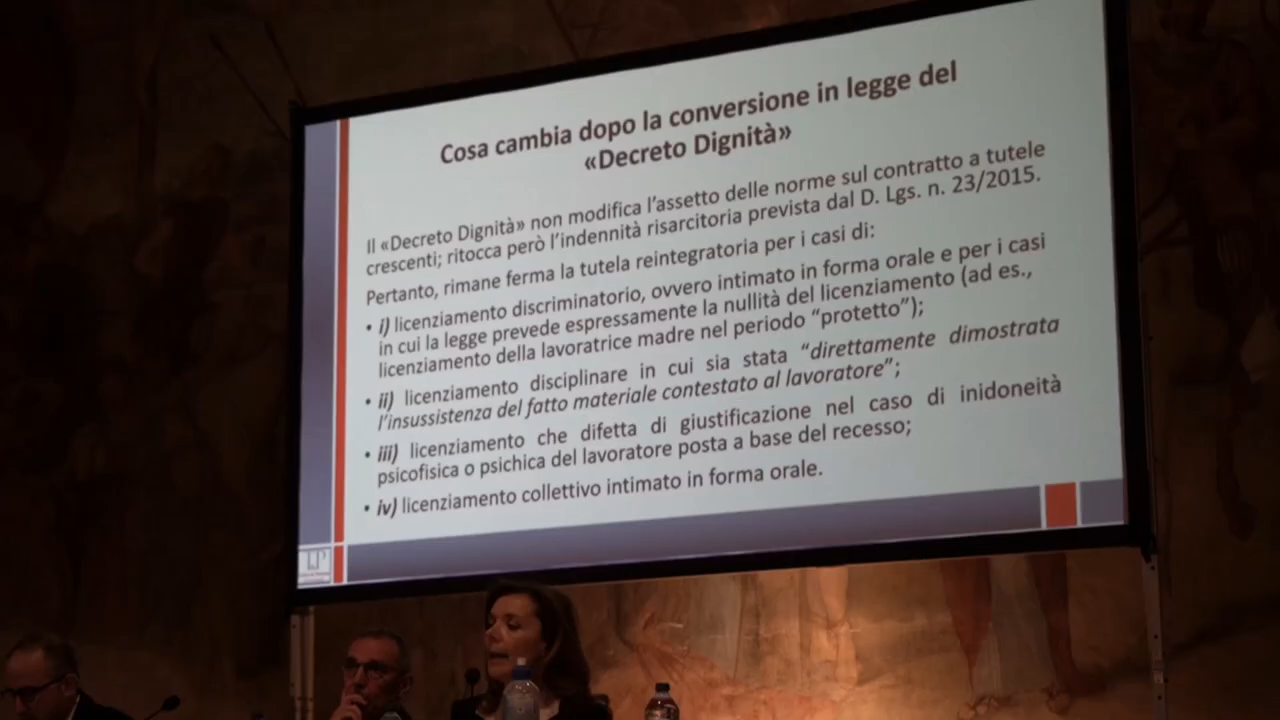 Cosa cambia dopo la conversione in legge del
«Decreto Dignità»
Il «Decreto Dignità» non modifica l'assetto delle norme sul contratto a tutele
crescenti; ritocca però l'indennità risarcitoria prevista dal D. Lgs. n. 23/2015.
Pertanto, rimane ferma la tutela reintegratoria per i casi di:
• i) licenziamento discriminatorio, ovvero intimato in forma orale e per i casi
in cui la legge prevede espressamente la nullità del licenziamento (ad es.,
licenziamento della lavoratrice madre nel periodo "protetto");
• ii) licenziamento disciplinare in cui sia stata "direttamente dimostrata
l'insussistenza del fatto materiale contestato al lavoratore";
• iii) licenziamento che difetta di giustificazione nel caso di inidoneità
psicofisica o psichica del lavoratore posta a base del recesso;
• iv) licenziamento collettivo intimato in forma orale.